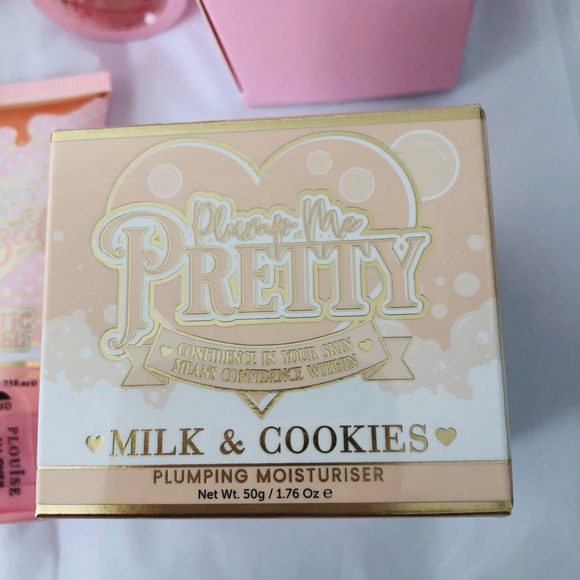 Plump Me
PRETTY
CONFIDENCE IN YOUR SKIN
MEANS CONFIDENCE WITHIN
MILK & COOKIES
PLUMPING MOISTURISER
Net Wt. 50g / 1.76 Oz ℮
PLOUISE